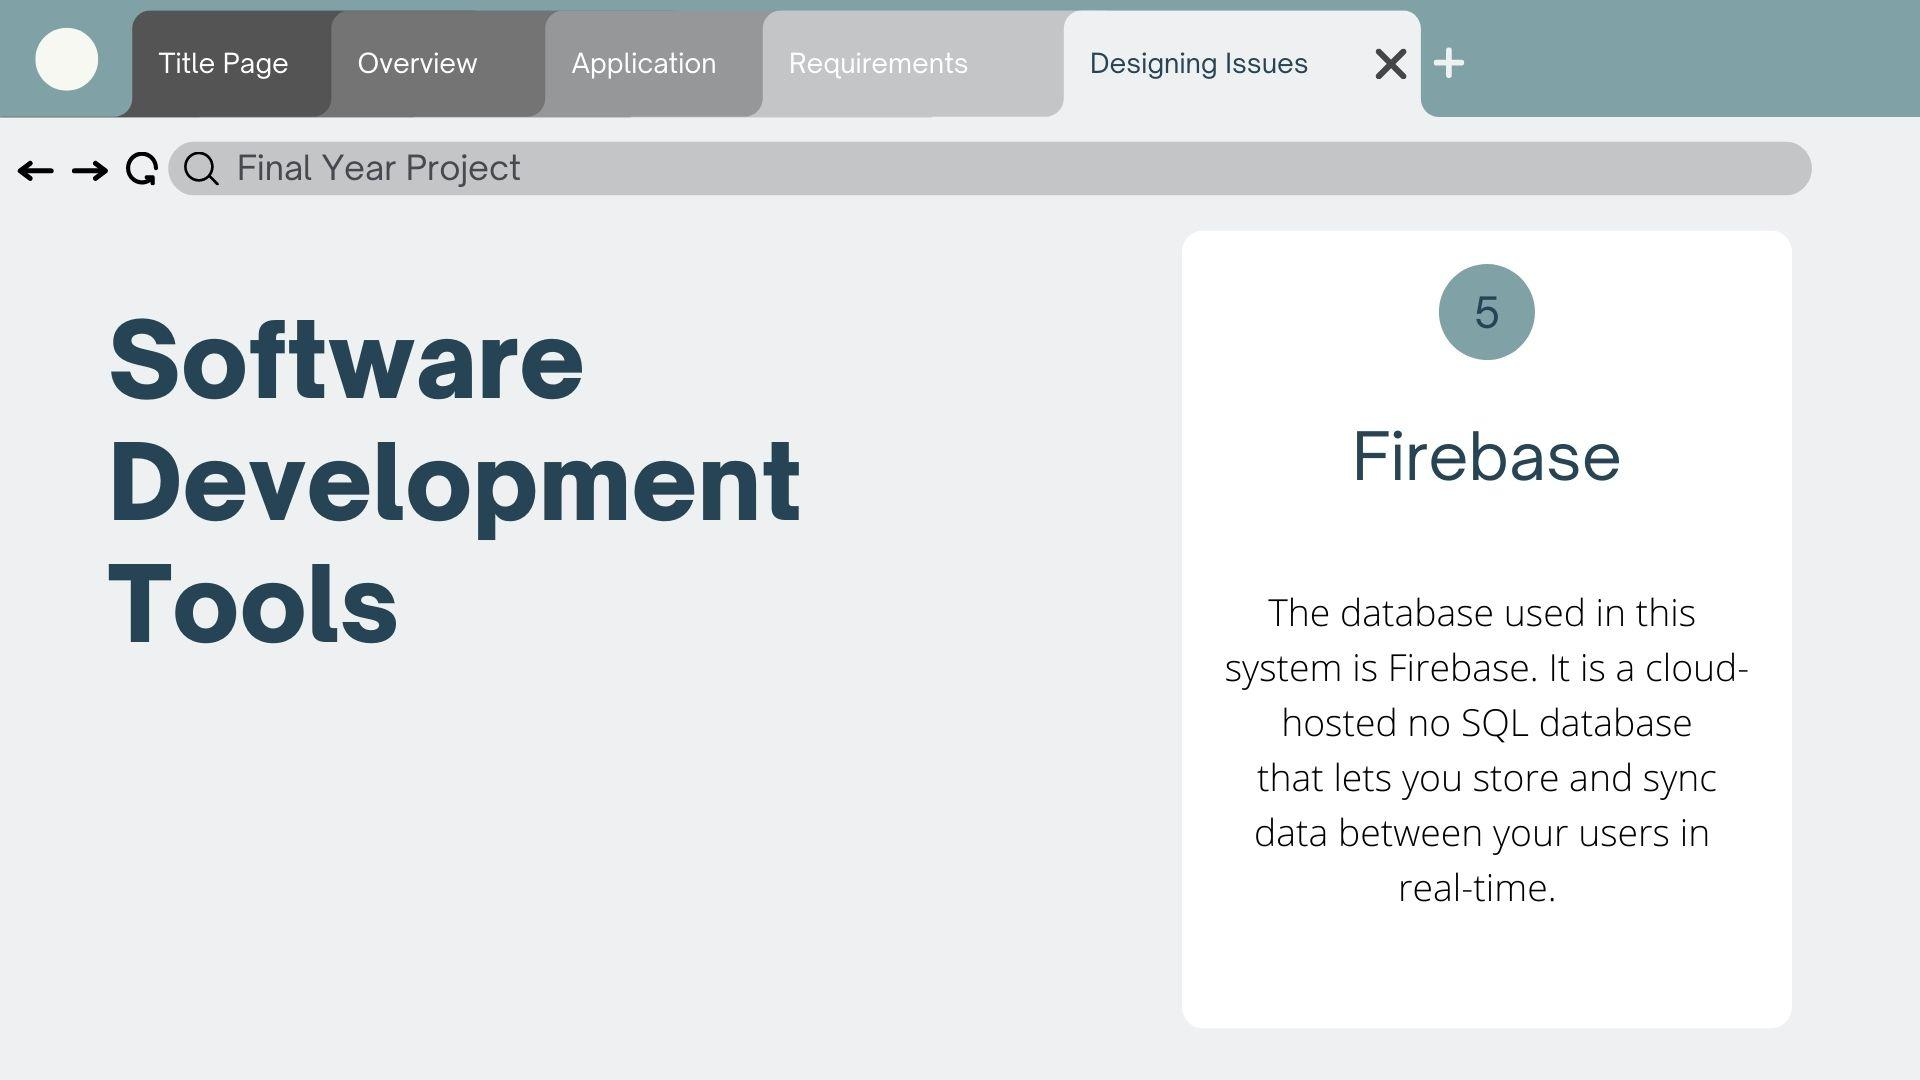 Title Page
Overview
Application
Requirements
Designing Issues
Final Year Project
Software
Development
Tools
5
Firebase
The database used in this
system is Firebase. It is a cloud-
hosted no SQL database
that lets you store and sync
data between your users in
real-time.